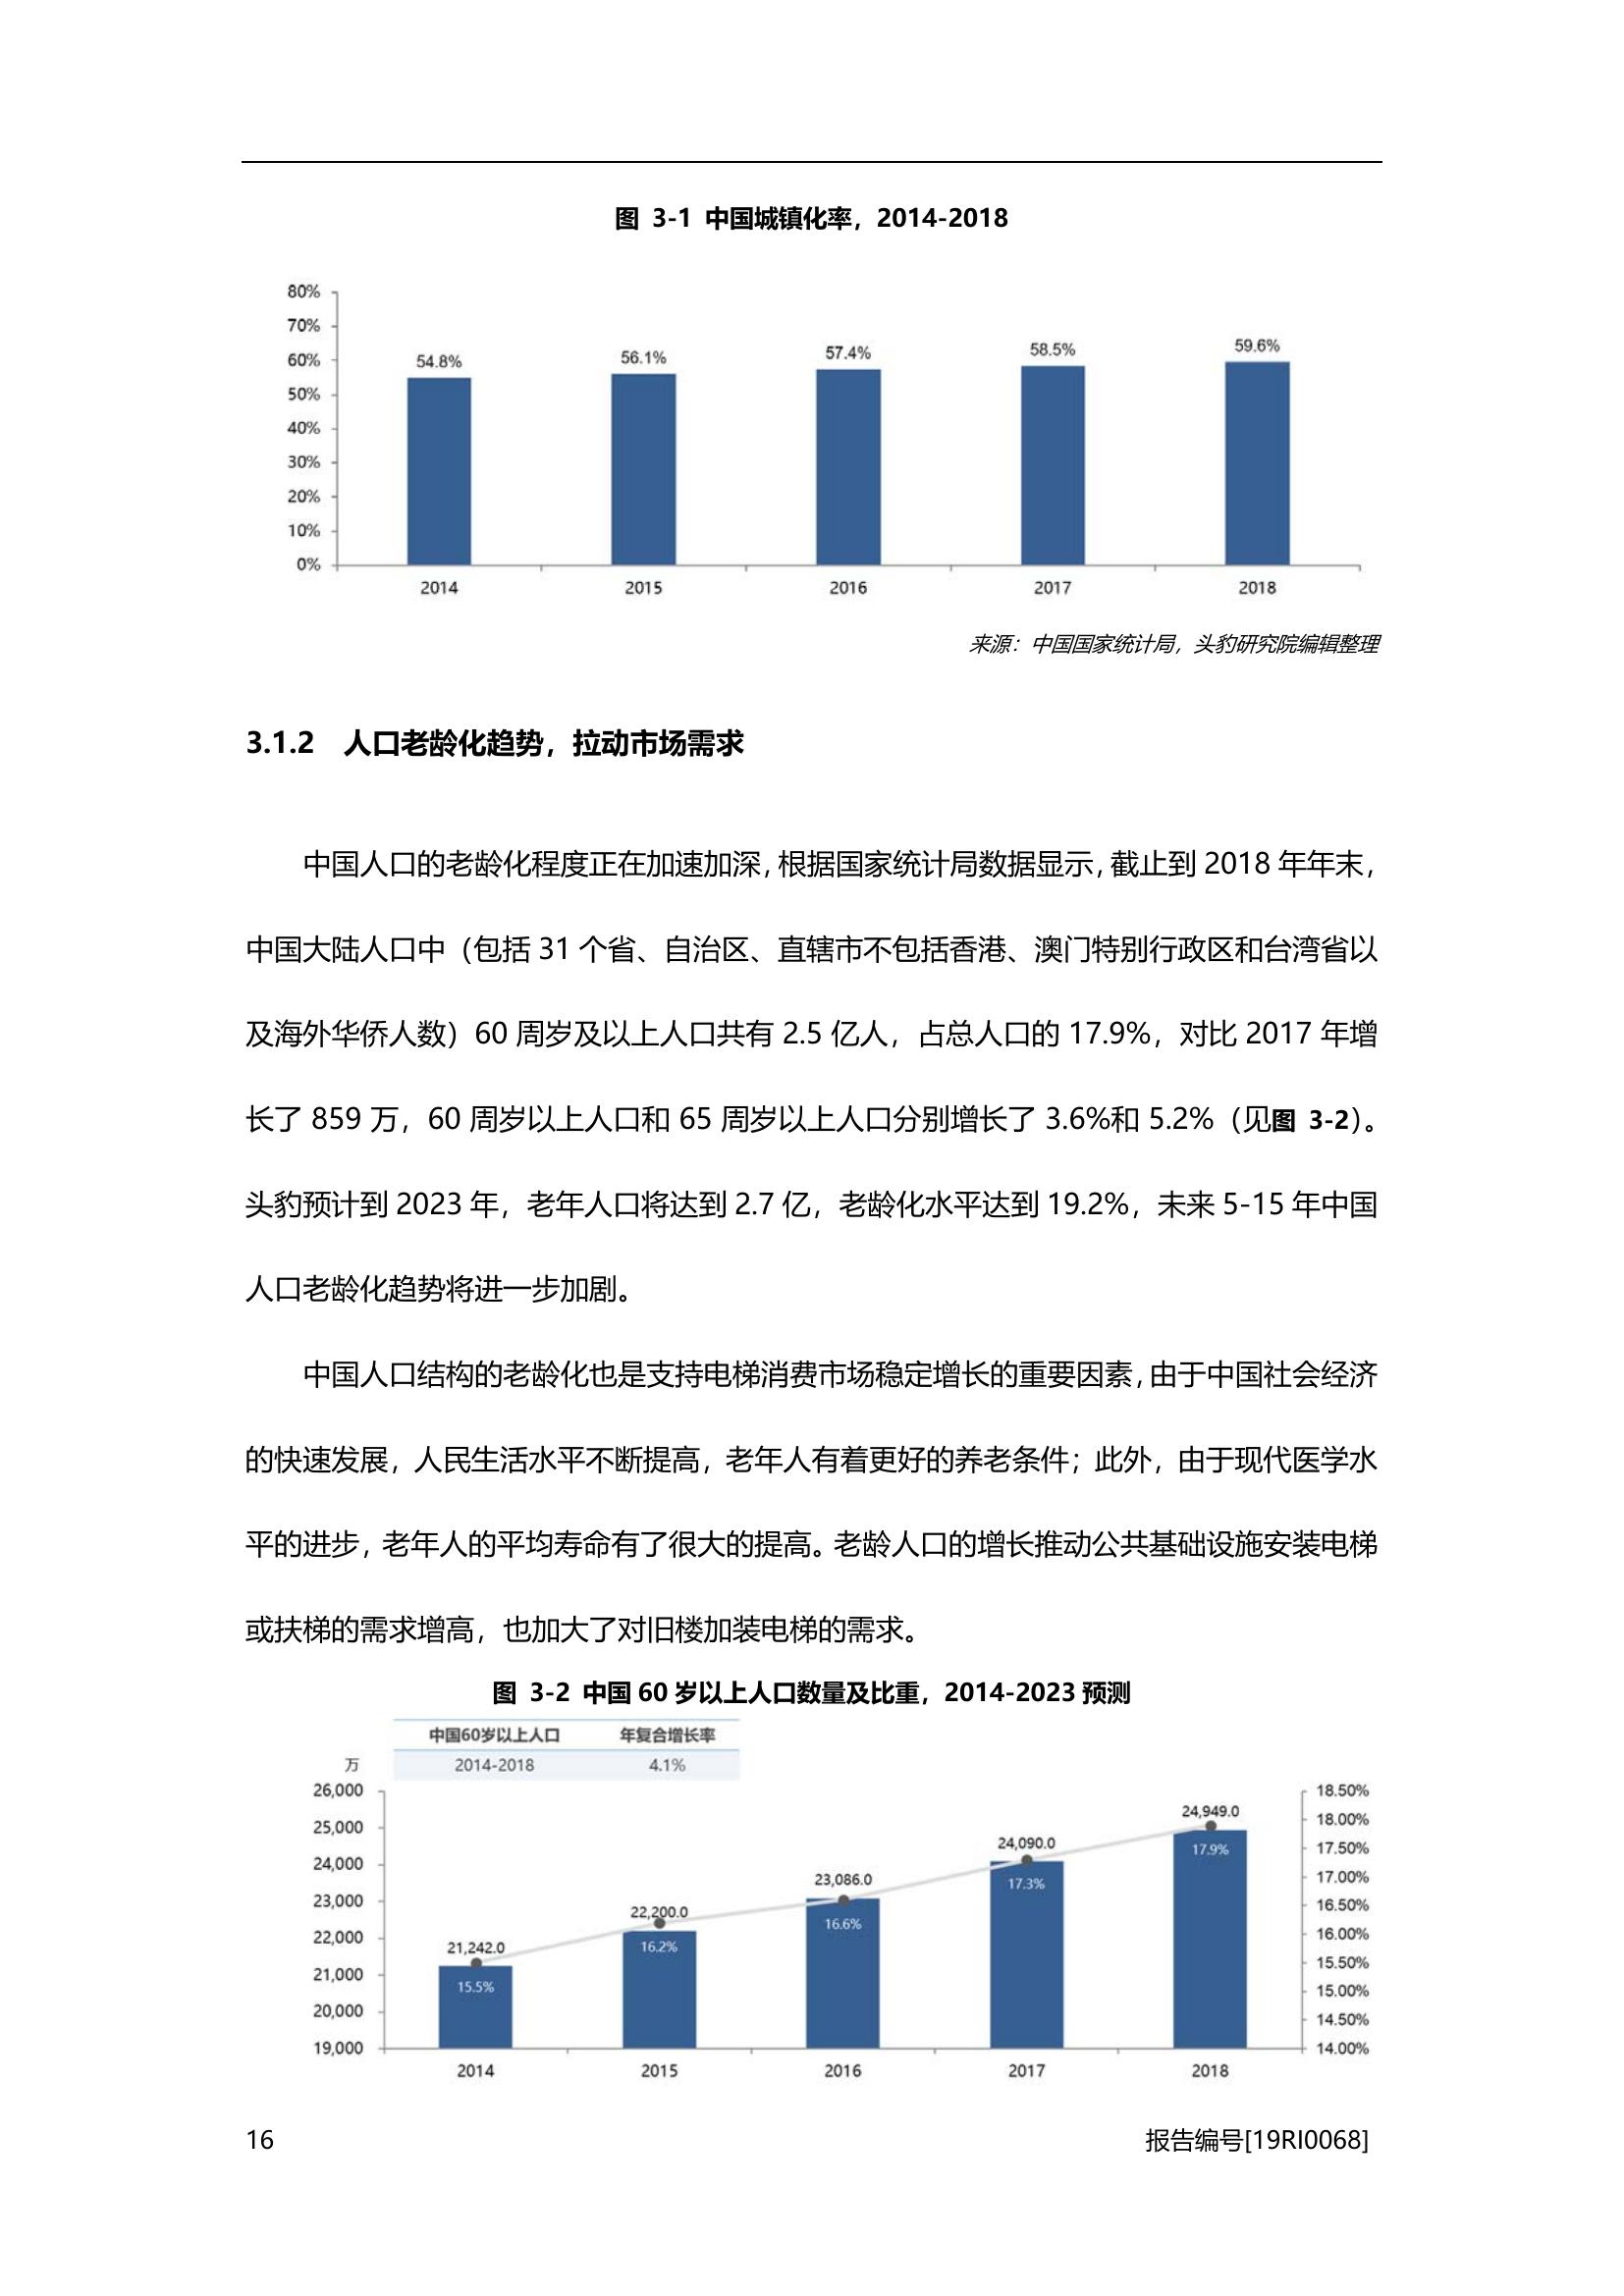 图 3-1 中国城镇化率，2014-2018
80%
70%
60%
50%
40%
30%
20%
10%
0%
54.8%
56.1%
57.4%
58.5%
59.6%
2014 2015 2016 2017 2018
来源：中国国家统计局，头豹研究院编辑整理
3.1.2 人口老龄化趋势，拉动市场需求
中国人口的老龄化程度正在加速加深，根据国家统计局数据显示，截止到 2018 年年末，
中国大陆人口中（包括 31 个省、自治区、直辖市不包括香港、澳门特别行政区和台湾省以
及海外华侨人数）60 周岁及以上人口共有 2.5 亿人，占总人口的 17.9%，对比 2017 年增
长了 859 万，60 周岁以上人口和 65 周岁以上人口分别增长了 3.6%和 5.2%（见图 3-2）。
头豹预计到 2023 年，老年人口将达到 2.7 亿，老龄化水平达到 19.2%，未来 5-15 年中国
人口老龄化趋势将进一步加剧。
中国人口结构的老龄化也是支持电梯消费市场稳定增长的重要因素，由于中国社会经济
的快速发展，人民生活水平不断提高，老年人有着更好的养老条件；此外，由于现代医学水
平的进步，老年人的平均寿命有了很大的提高。老龄人口的增长推动公共基础设施安装电梯
或扶梯的需求增高，也加大了对旧楼加装电梯的需求。
图 3-2 中国 60 岁以上人口数量及比重，2014-2023 预测
中国60岁以上人口 年复合增长率
2014-2018 4.1%
万
26,000
25,000
24,000
23,000
22,000
21,000
20,000
19,000
21,242.0
15.5%
22,200.0
16.2%
23,086.0
16.6%
24,090.0
17.3%
24,949.0
17.9%
18.50%
18.00%
17.50%
17.00%
16.50%
16.00%
15.50%
15.00%
14.50%
14.00%
2014 2015 2016 2017 2018
16 报告编号[19RI0068]